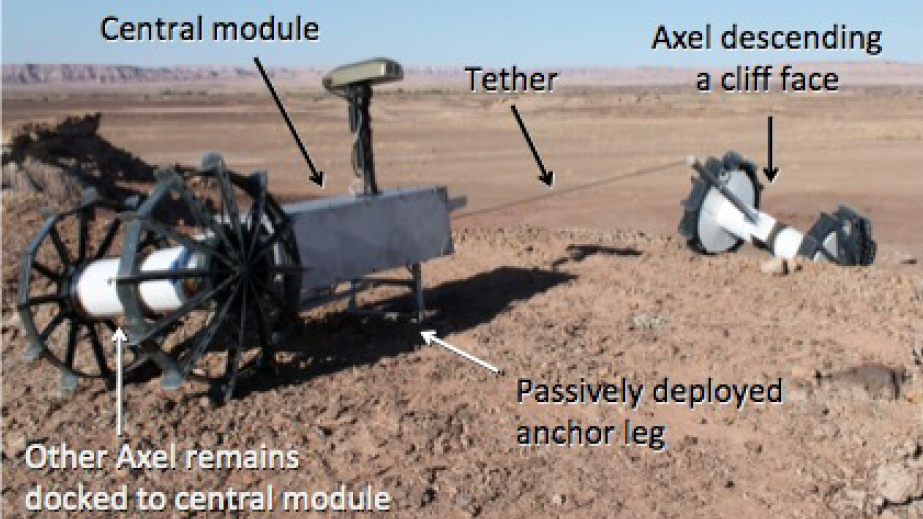 Central module
Tether
Axel descending
a cliff face
Passively deployed
anchor leg
Other Axel remains
docked to central module